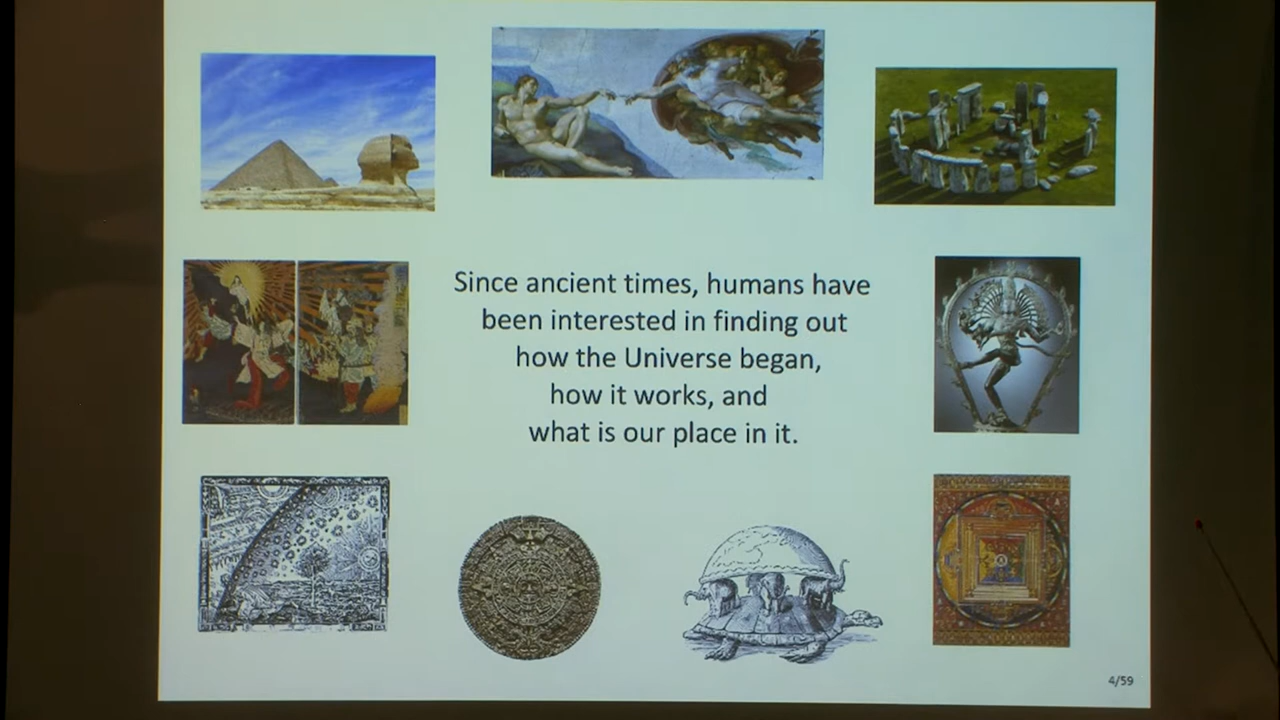 Since ancient times, humans have
been interested in finding out
how the Universe began,
how it works, and
what is our place in it.
4/59